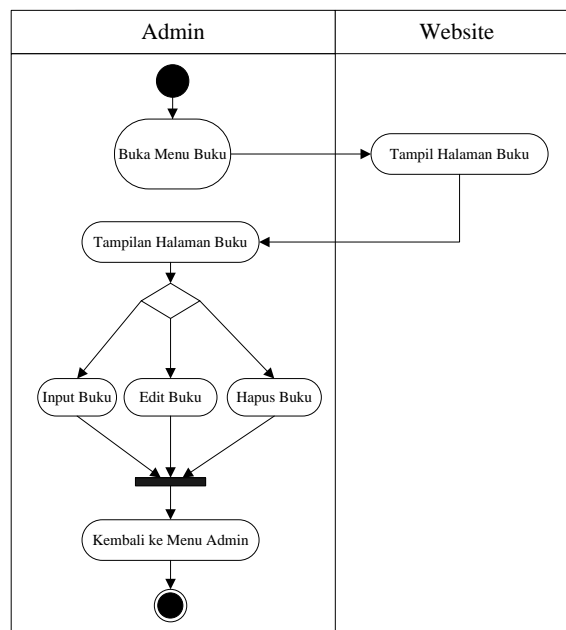 Admin
Website
Buka Menu Buku
Tampil Halaman Buku
Tampilan Halaman Buku
Input Buku
Edit Buku
Hapus Buku
Kembali ke Menu Admin